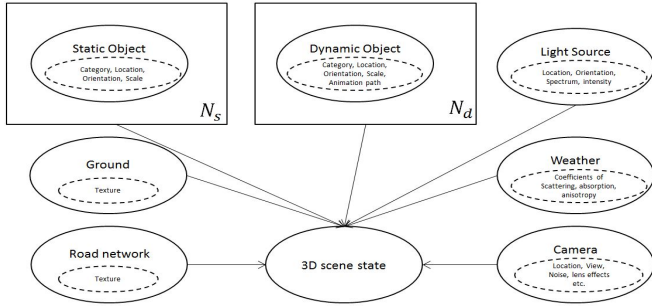 Static Object
Category, Location,
Orientation, Scale
N_s
Dynamic Object
Category, Location,
Orientation, Scale,
Animation path
N_d
Light Source
Location, Orientation,
Spectrum, intensity
Ground
Texture
Weather
Coefficients of
Scattering, absorption,
anisotropy
Road network
Texture
3D scene state
Camera
Location, View,
Noise, lens effects
etc.